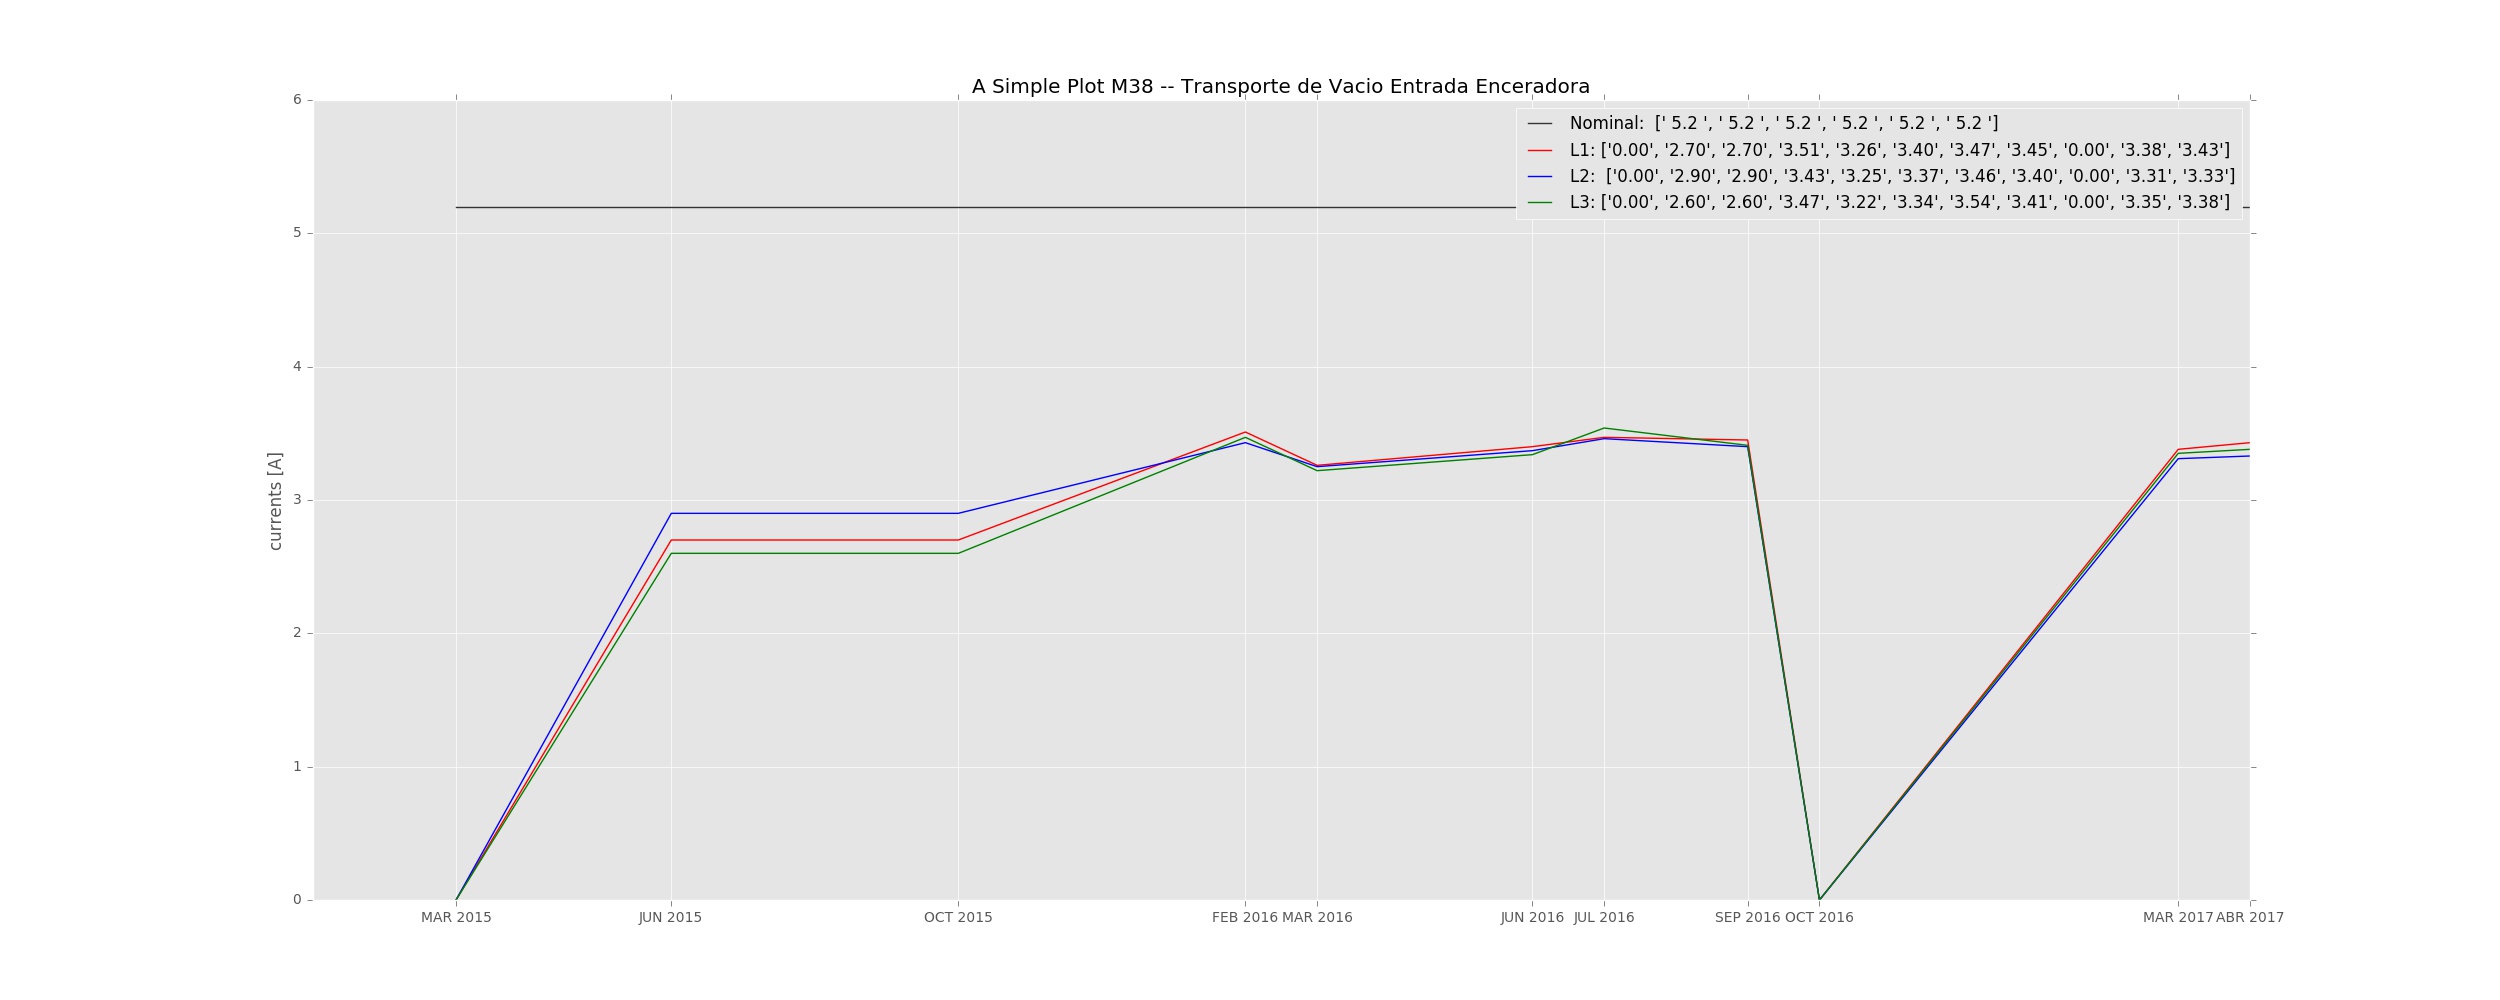 A Simple Plot M38 -- Transporte de Vacio Entrada Enceradora
Nominal:  [' 5.2 ', ' 5.2 ', ' 5.2 ', ' 5.2 ', ' 5.2 ', ' 5.2 ']
L1: ['0.00', '2.70', '2.70', '3.51', '3.26', '3.40', '3.47', '3.45', '0.00', '3.38', '3.43']
L2:  ['0.00', '2.90', '2.90', '3.43', '3.25', '3.37', '3.46', '3.40', '0.00', '3.31', '3.33']
L3: ['0.00', '2.60', '2.60', '3.47', '3.22', '3.34', '3.54', '3.41', '0.00', '3.35', '3.38']
6
5
4
3
2
1
0
currents [A]
MAR 2015 JUN 2015 OCT 2015 FEB 2016 MAR 2016 JUN 2016 JUL 2016 SEP 2016 OCT 2016 MAR 2017 ABR 2017